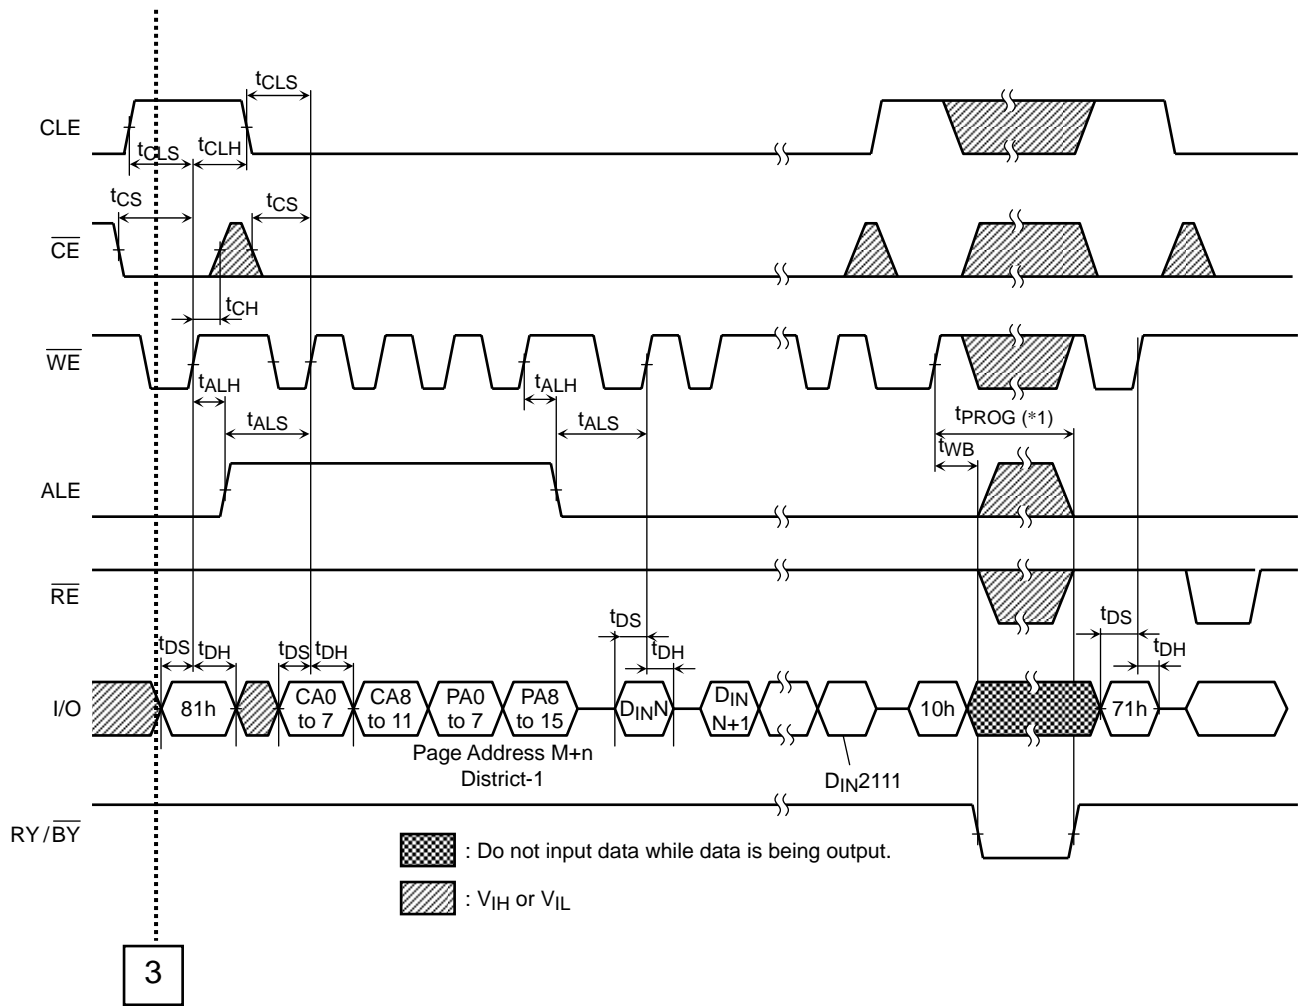 tCLS
CLE
tCLS tCLH
tCS tCS
CE
tCH
WE
tALH tALH
tALS tALS tPROG (*1)
tWB
ALE
RE
tDS tDH tDS tDH tDS tDH tDS tDH
I/O 81h CA0 to 7 CA8 to 11 PA0 to 7 PA8 to 15 DINN DIN N+1 10h 71h
Page Address M+n
District-1
DIN2111
RY/BY
: Do not input data while data is being output.
: VIH or VIL
3